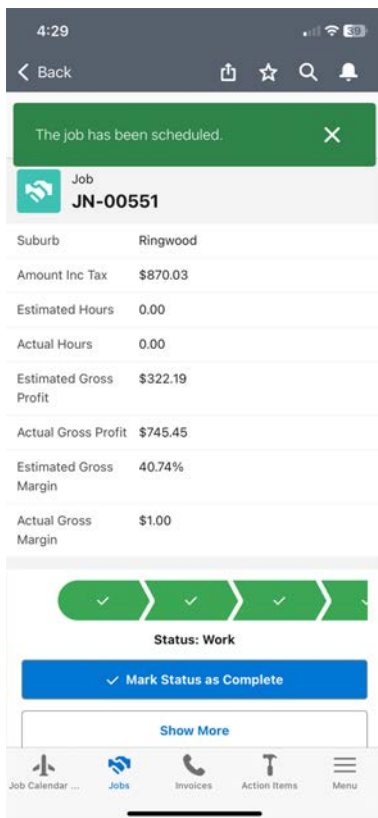 4:29
39
Back
The job has been scheduled.
Job
JN-00551
Suburb Ringwood
Amount Inc Tax $870.03
Estimated Hours 0.00
Actual Hours 0.00
Estimated Gross $322.19
Profit
Actual Gross Profit $745.45
Estimated Gross 40.74%
Margin
Actual Gross $1.00
Margin
Status: Work
Mark Status as Complete
Show More
Job Calendar ... Jobs Invoices Action Items Menu